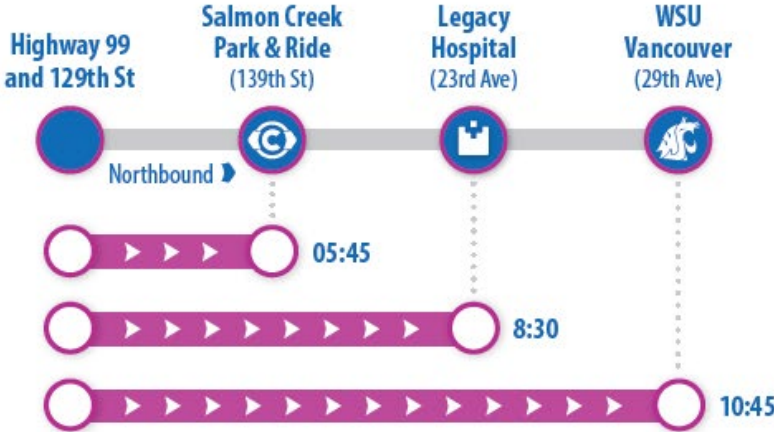 Highway 99
and 129th St
Salmon Creek
Park & Ride
(139th St)
Legacy
Hospital
(23rd Ave)
WSU
Vancouver
(29th Ave)
C
WSU
Northbound
05:45
8:30
10:45